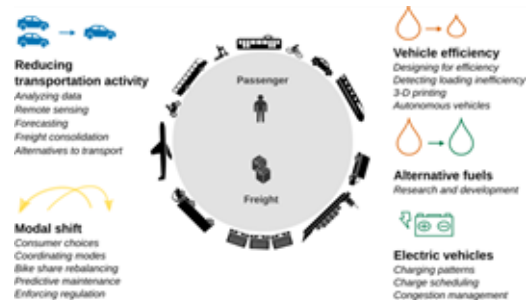 Reducing
transportation activity
Analyzing data
Remote sensing
Forecasting
Freight consolidation
Alternatives to transport
Modal shift
Consumer choices
Coordinating modes
Bike share rebalancing
Predictive maintenance
Enforcing regulation
Passenger
Freight
Vehicle efficiency
Designing for efficiency
Detecting loading inefficiency
3-D printing
Autonomous vehicles
Alternative fuels
Research and development
Electric vehicles
Charging patterns
Charge scheduling
Congestion management